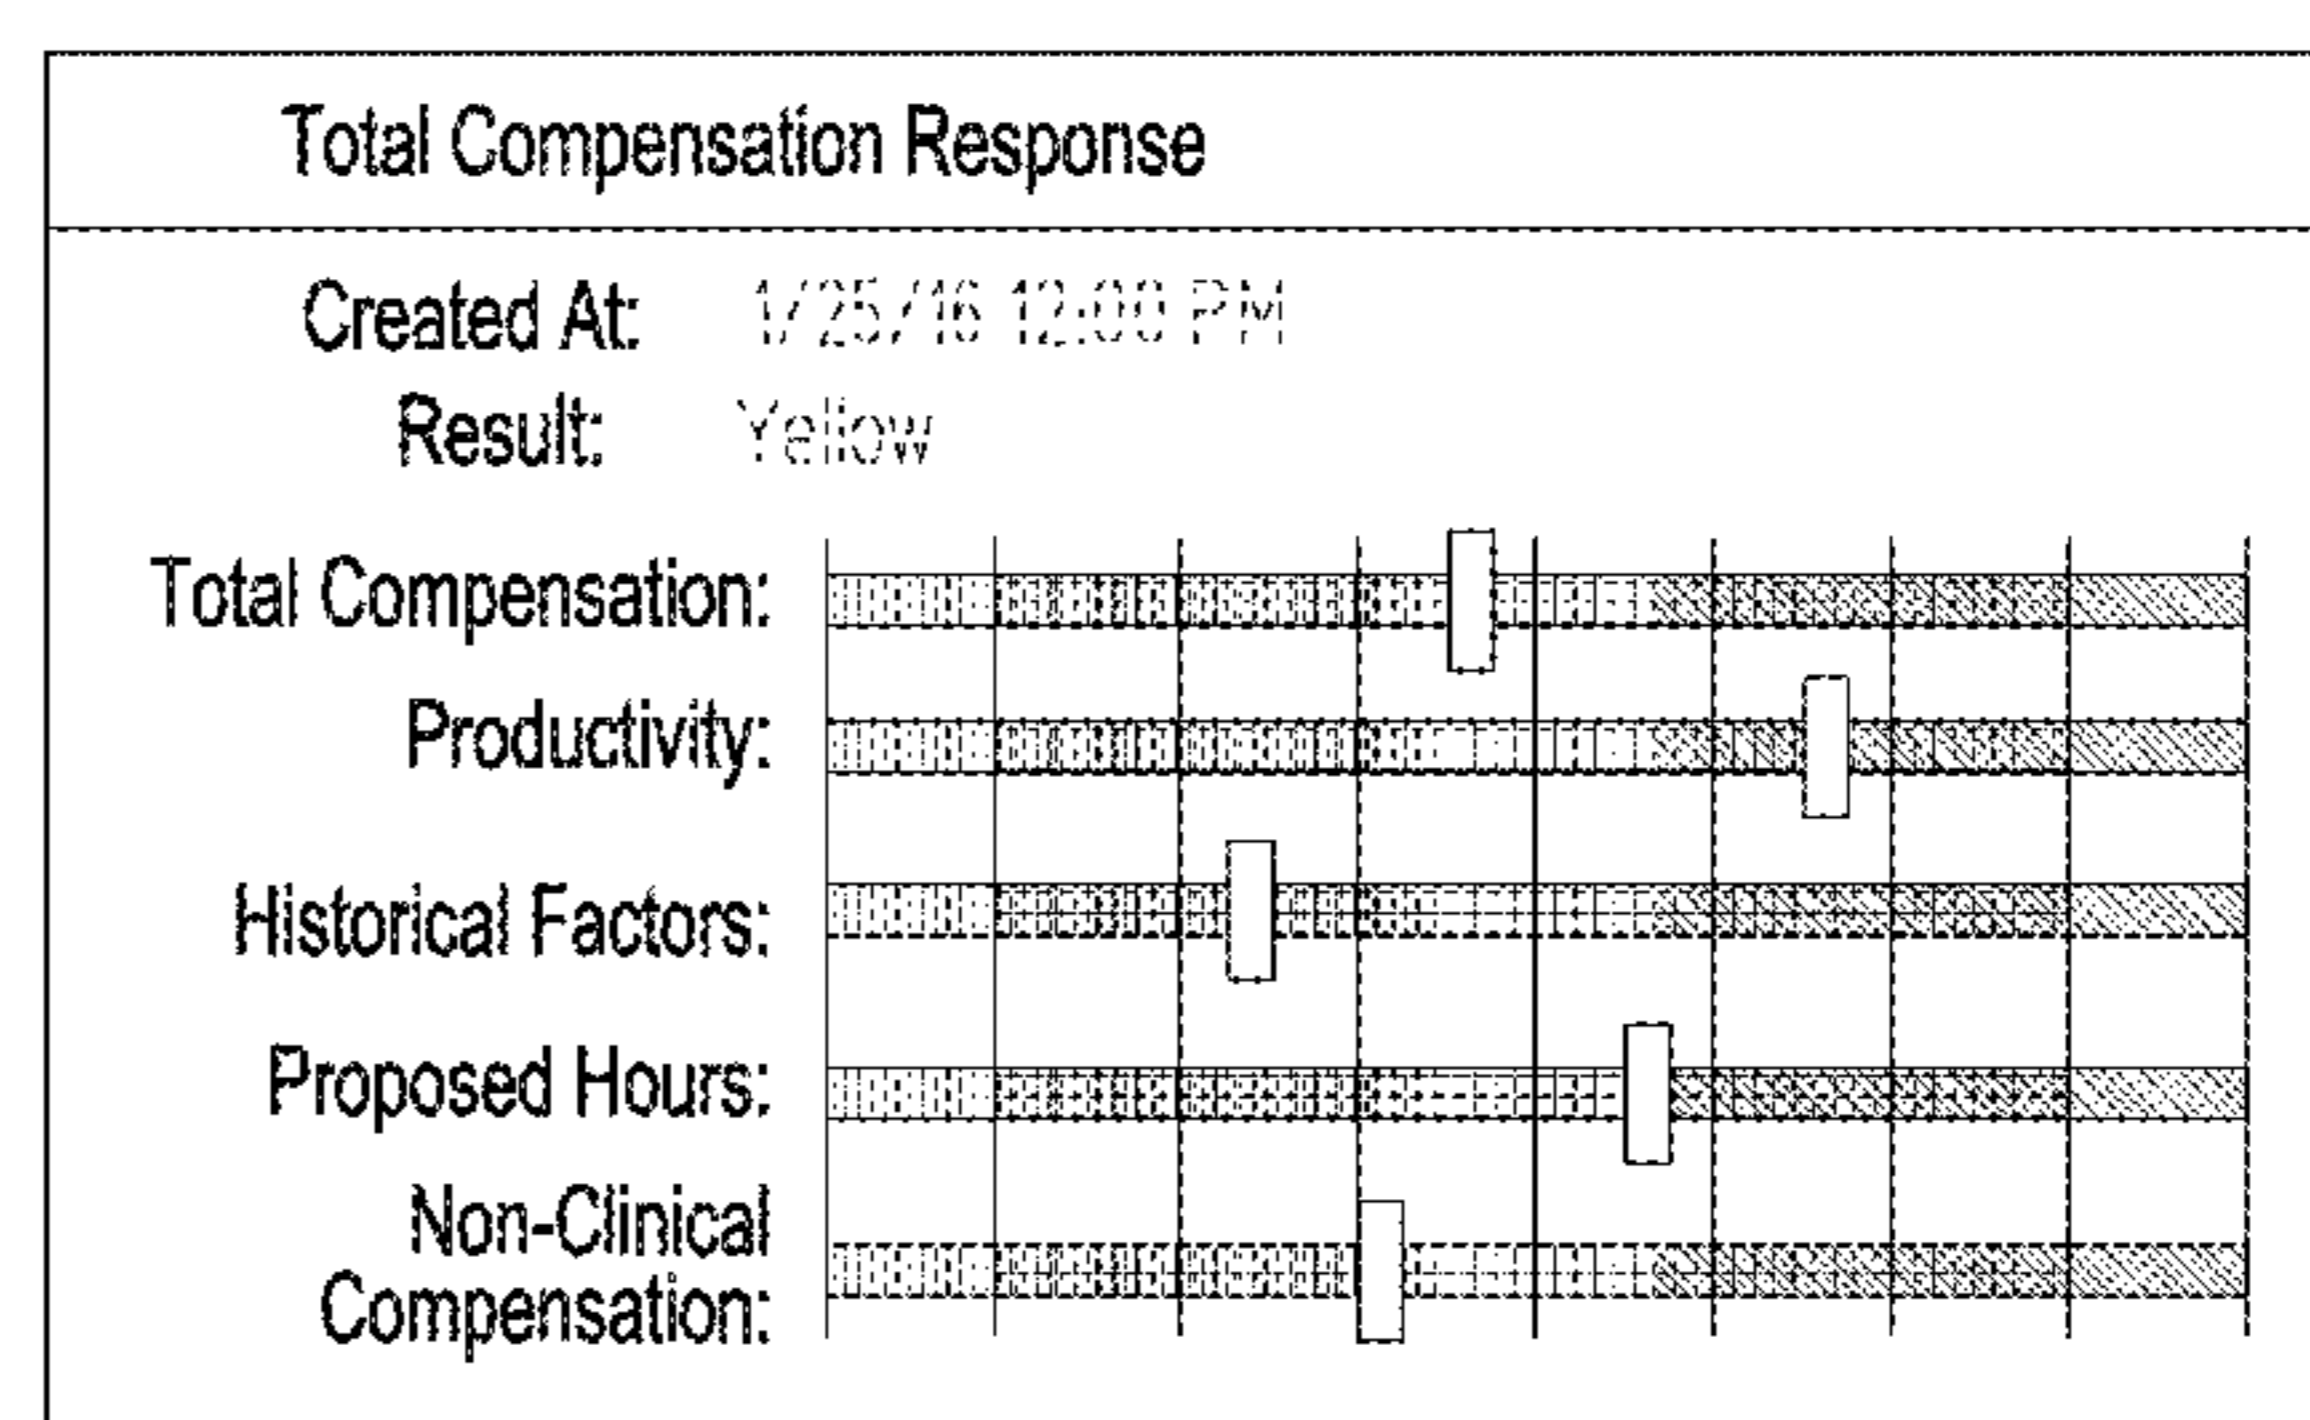 Total Compensation Response
Created At: 1/25/16 12:00 PM
Result: Yellow
Total Compensation:
Productivity:
Historical Factors:
Proposed Hours:
Non-Clinical
Compensation: